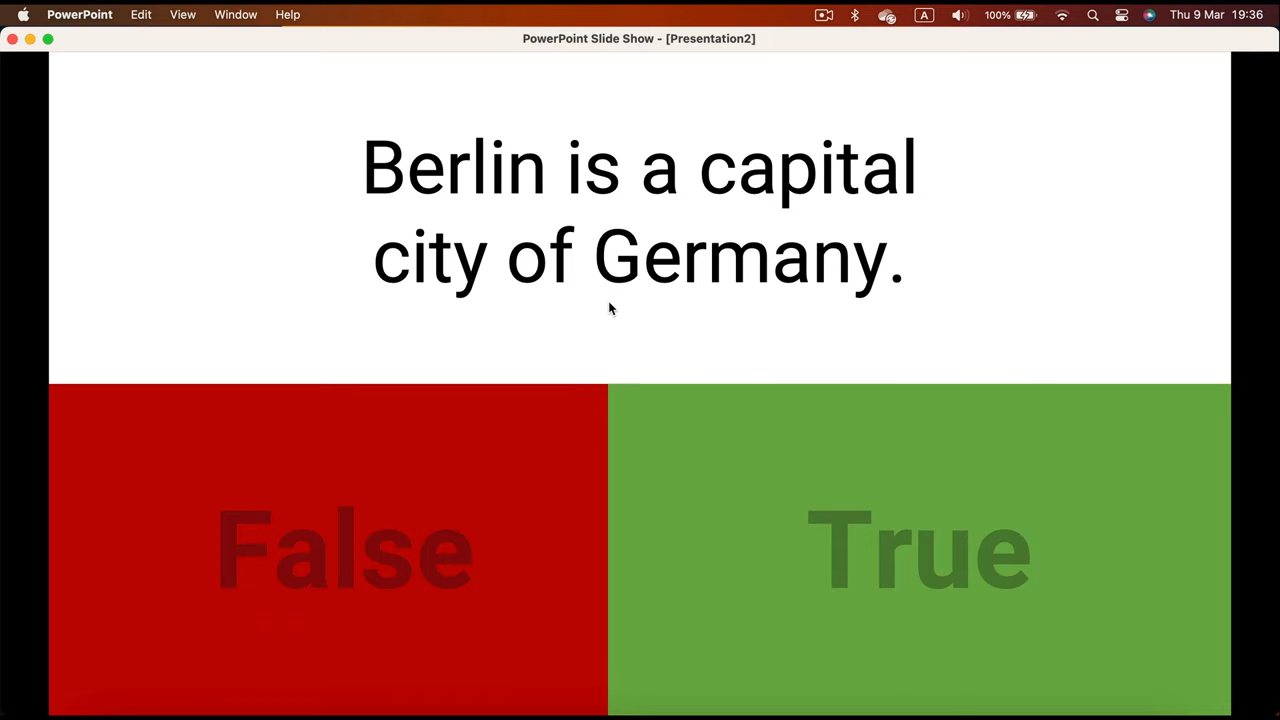 PowerPoint Edit View Window Help A 100% Thu 9 Mar 19:36
PowerPoint Slide Show - [Presentation2]
Berlin is a capital
city of Germany.
False True